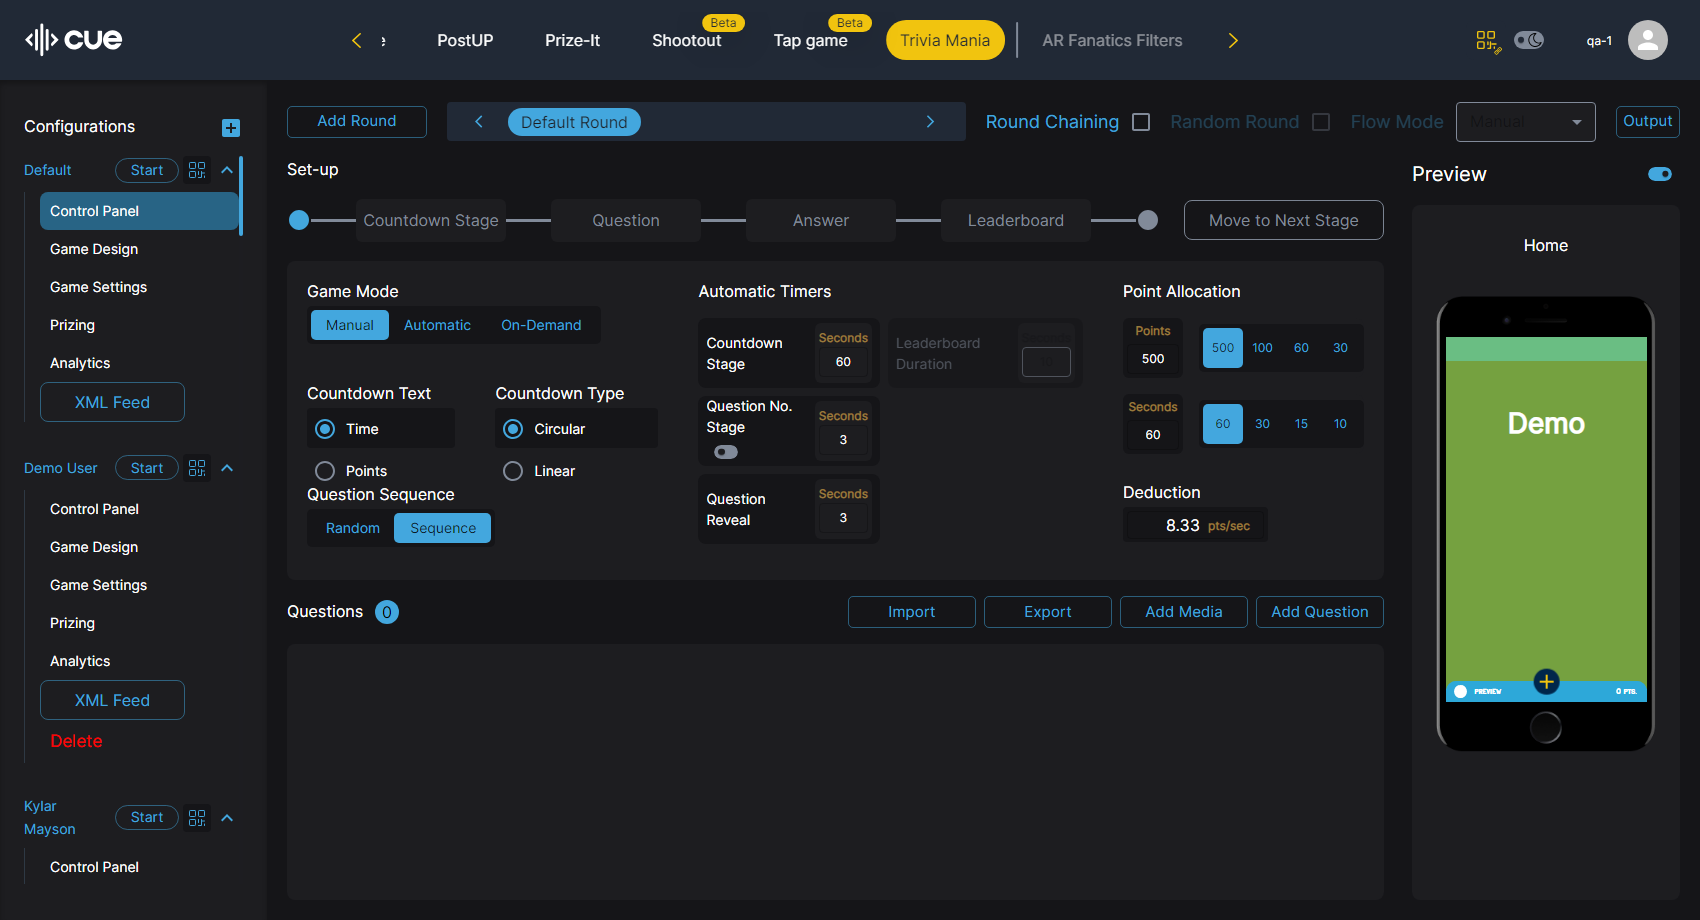 cue
e
PostUP
Prize-It
Beta
Shootout
Beta
Tap game
Trivia Mania
AR Fanatics Filters
qa-1
Configurations
Default
Start
Control Panel
Game Design
Game Settings
Prizing
Analytics
XML Feed
Demo User
Start
Control Panel
Game Design
Game Settings
Prizing
Analytics
XML Feed
Delete
Kylar
Mayson
Start
Control Panel
Add Round
Default Round
Round Chaining
Random Round
Flow Mode
Manual
Output
Set-up
Countdown Stage
Question
Answer
Leaderboard
Move to Next Stage
Game Mode
Manual
Automatic
On-Demand
Countdown Text
Time
Points
Countdown Type
Circular
Linear
Question Sequence
Random
Sequence
Automatic Timers
Countdown
Stage
Seconds
60
Leaderboard
Duration
Question No.
Stage
Seconds
3
Question
Reveal
Seconds
3
Point Allocation
Points
500
500
100
60
30
Seconds
60
60
30
15
10
Deduction
8.33 pts/sec
Questions 0
Import
Export
Add Media
Add Question
Preview
Home
Demo
PREVIEW
0 PTS.